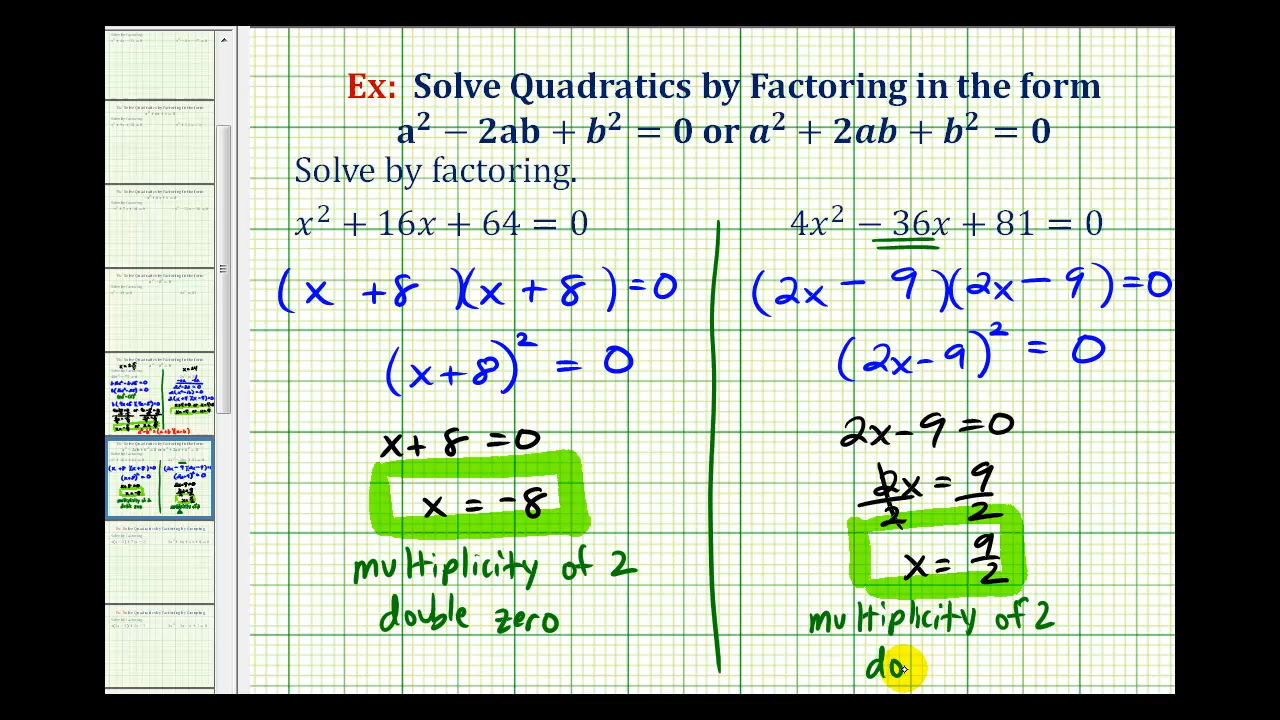 Ex: Solve Quadratics by Factoring in the form
a² − 2ab + b² = 0 or a² + 2ab + b² = 0
Solve by factoring.
x² + 16x + 64 = 0
(x +8 )(x + 8 ) = 0
(x+8)² = 0
x+ 8 = 0
x = -8
multiplicity of 2
double zero
4x² − 36x + 81 = 0
(2x − 9)(2x − 9) = 0
(2x-9)² = 0
2x-9 = 0
2x/2 = 9/2
x = 9/2
multiplicity of 2
do